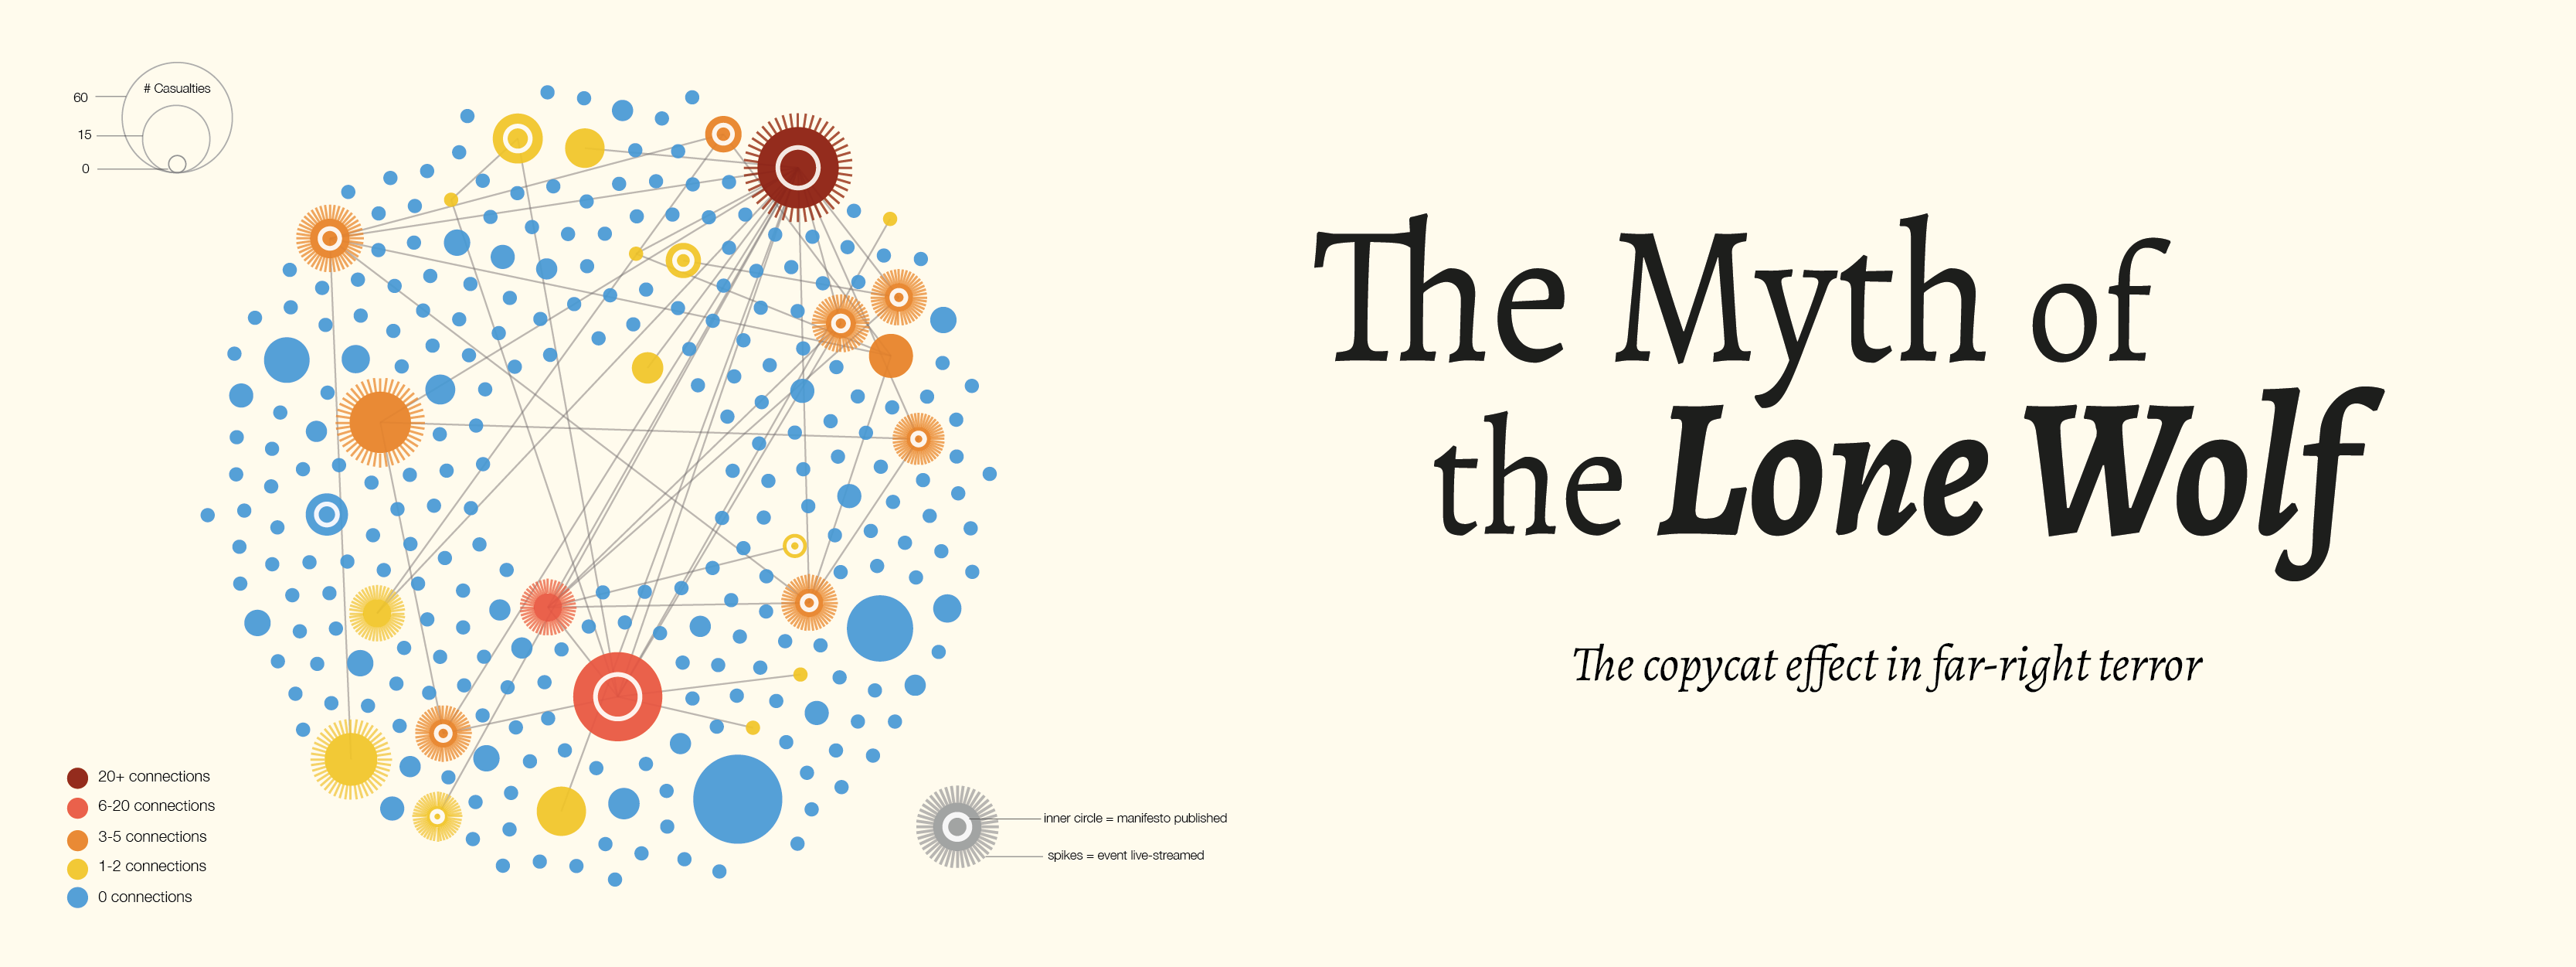 # Casualties
60
15
0
The Myth of
the Lone Wolf
The copycat effect in far-right terror
20+ connections
6-20 connections
3-5 connections
1-2 connections
0 connections
inner circle = manifesto published
spikes = event live-streamed